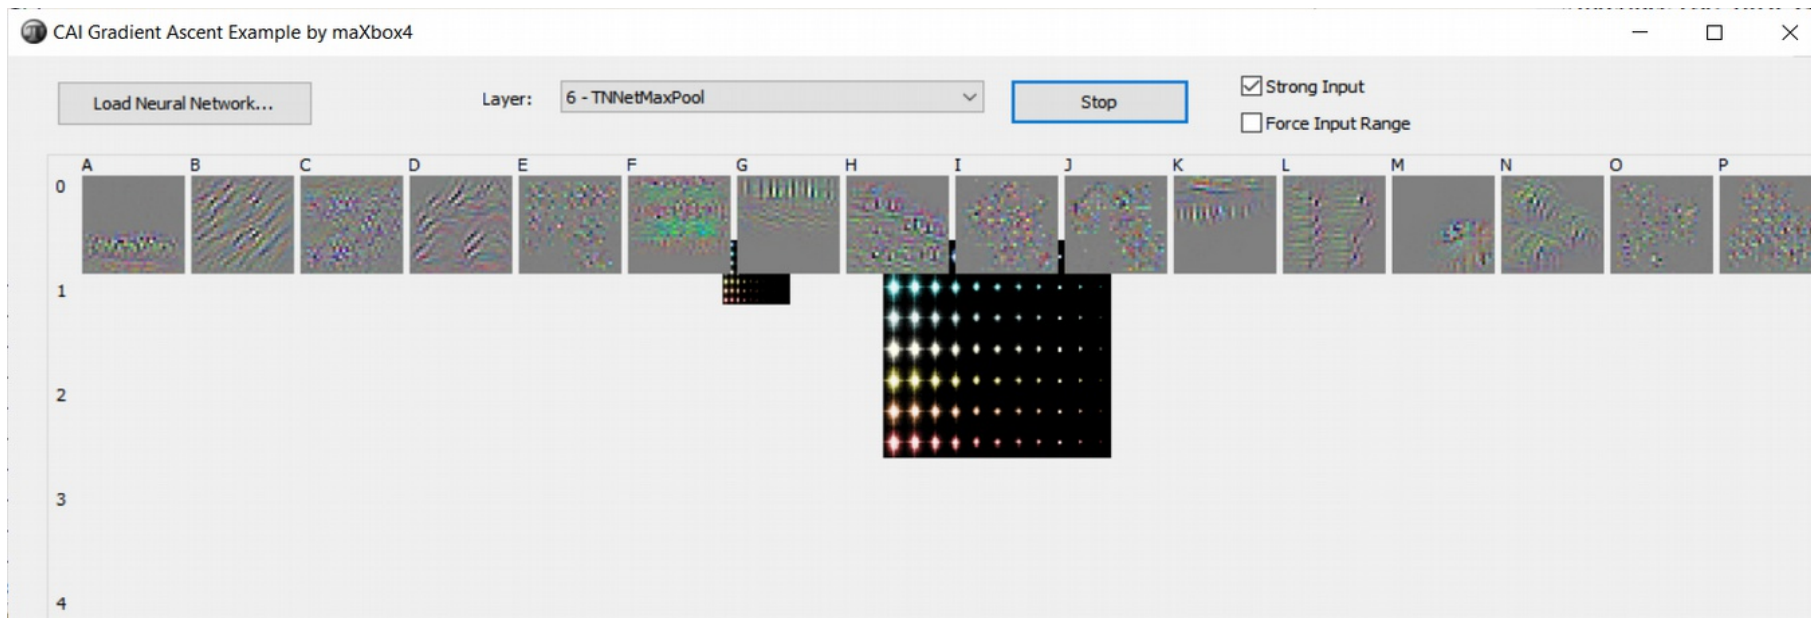 CAI Gradient Ascent Example by maXbox4
Load Neural Network...
Layer:
6 - TNNetMaxPool
Stop
Strong Input
Force Input Range
A B C D E F G H I J K L M N O P
0
1
2
3
4